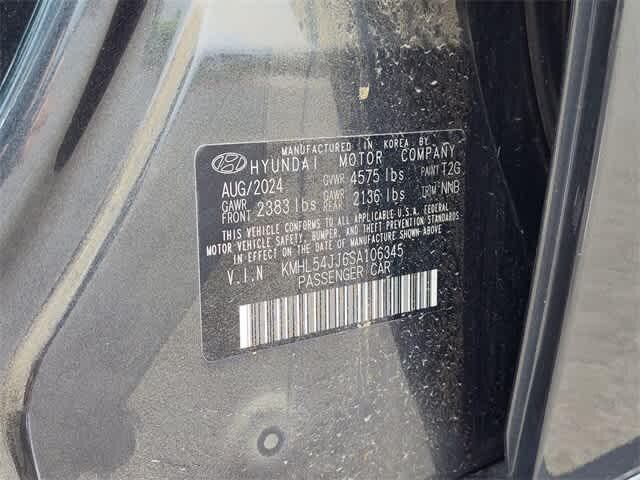 MANUFACTURED IN KOREA BY
HYUNDAI MOTOR COMPANY
AUG/2024 GVWR 4575 lbs PAINT T2G
GAWR FRONT 2383 lbs GAWR REAR 2136 lbs TRIM NNB
THIS VEHICLE CONFORMS TO ALL APPLICABLE U.S. FEDERAL
MOTOR VEHICLE SAFETY, BUMPER, AND THEFT PREVENTION STANDARDS
IN EFFECT ON THE DATE OF MANUFACTURE SHOWN ABOVE.
V.I.N KMHL54JJ6SA106345
PASSENGER CAR